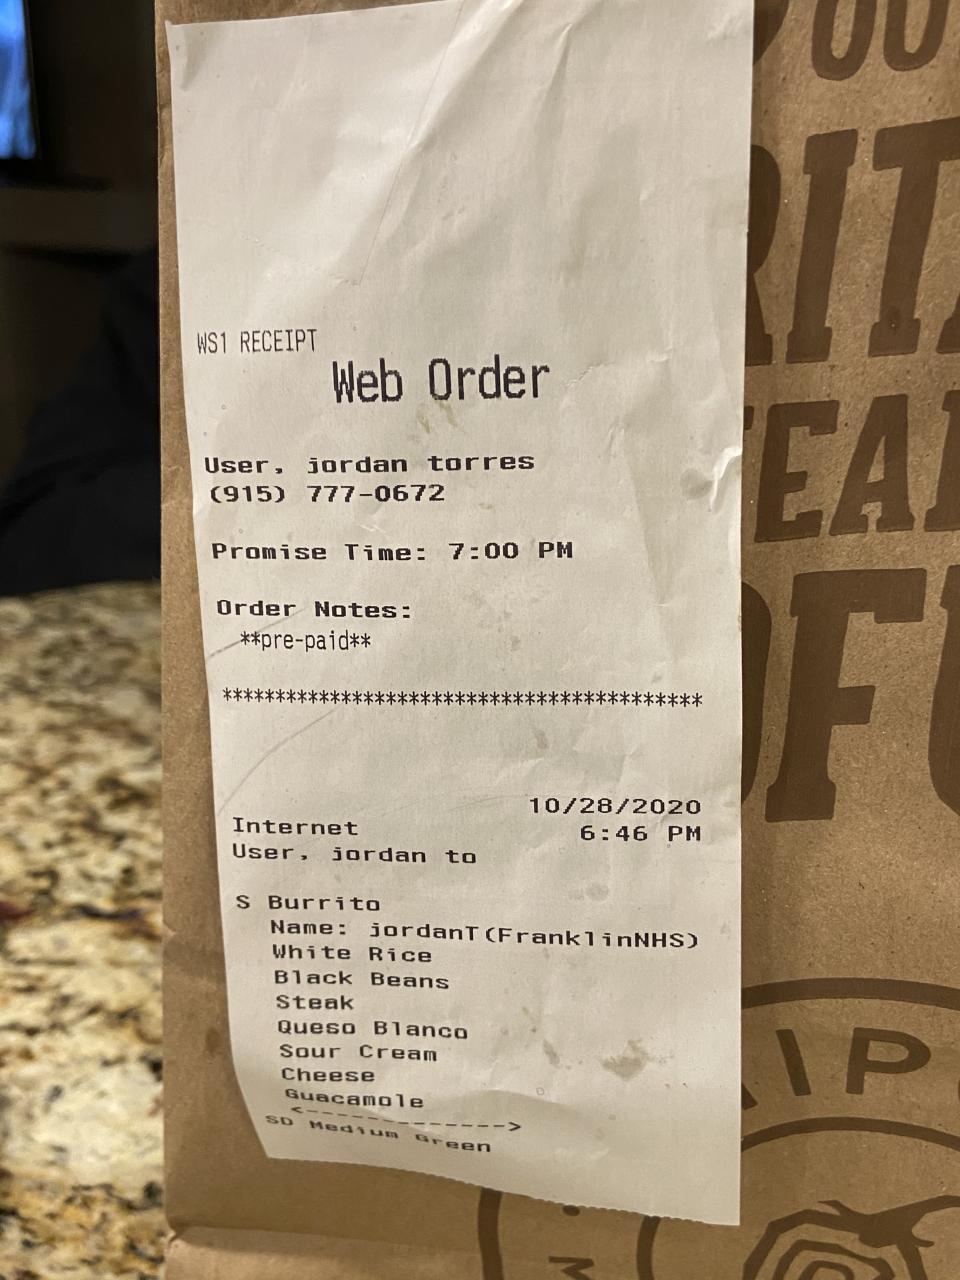 WS1 RECEIPT
Web Order
User, jordan torres
(915) 777-0672
Promise Time: 7:00 PM
Order Notes:
**pre-paid**
******************************************
10/28/2020
Internet 6:46 PM
User, jordan to
S Burrito
Name: jordanT(FranklinNHS)
White Rice
Black Beans
Steak
Queso Blanco
Sour Cream
Cheese
Guacamole
<------------->
SD Medium Green